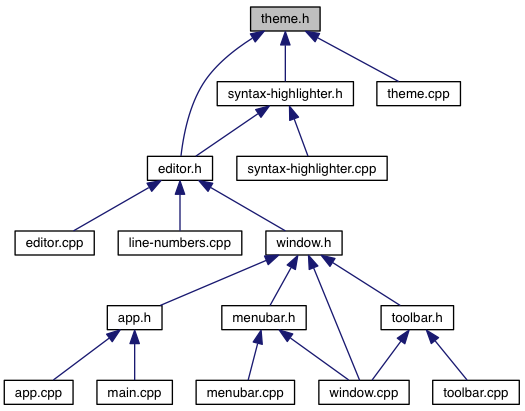 theme.h
syntax-highlighter.h
theme.cpp
editor.h
syntax-highlighter.cpp
editor.cpp
line-numbers.cpp
window.h
app.h
menubar.h
toolbar.h
app.cpp
main.cpp
menubar.cpp
window.cpp
toolbar.cpp